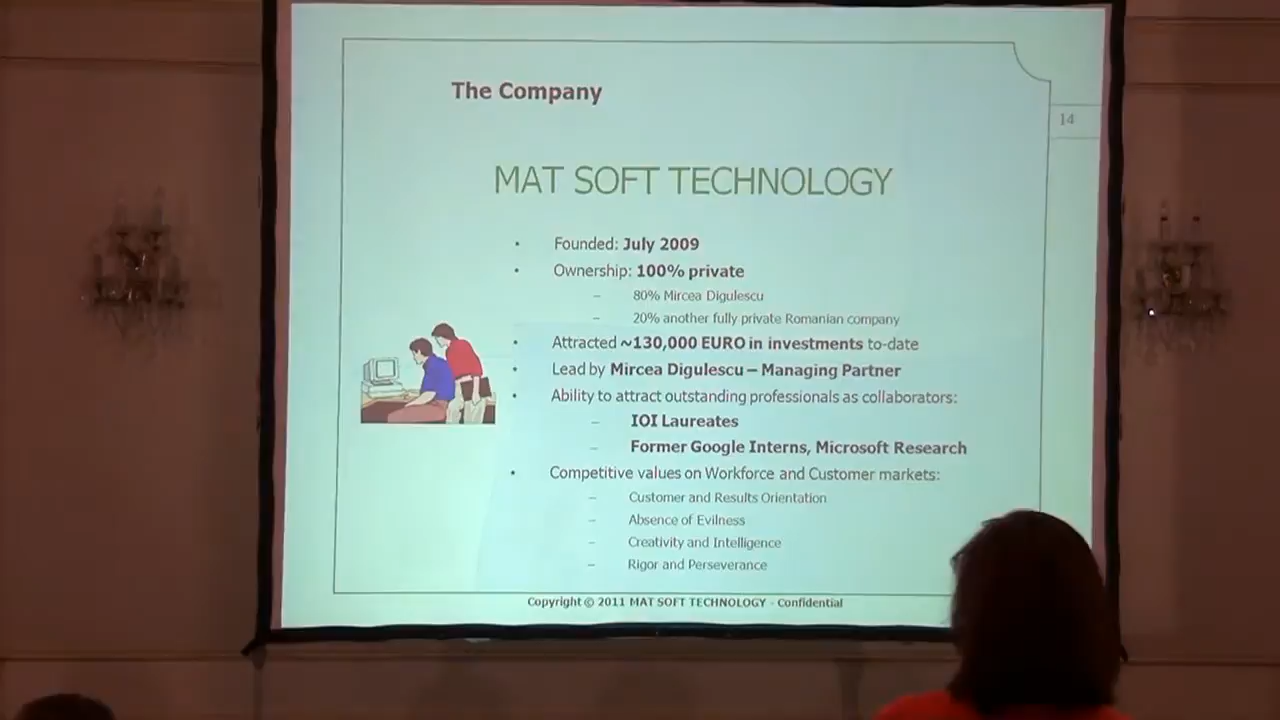 The Company
14
MAT SOFT TECHNOLOGY
• Founded: July 2009
• Ownership: 100% private
– 80% Mircea Digulescu
– 20% another fully private Romanian company
• Attracted ~130,000 EURO in investments to-date
• Lead by Mircea Digulescu – Managing Partner
• Ability to attract outstanding professionals as collaborators:
– IOI Laureates
– Former Google Interns, Microsoft Research
• Competitive values on Workforce and Customer markets:
– Customer and Results Orientation
– Absence of Evilness
– Creativity and Intelligence
– Rigor and Perseverance
Copyright © 2011 MAT SOFT TECHNOLOGY - Confidential